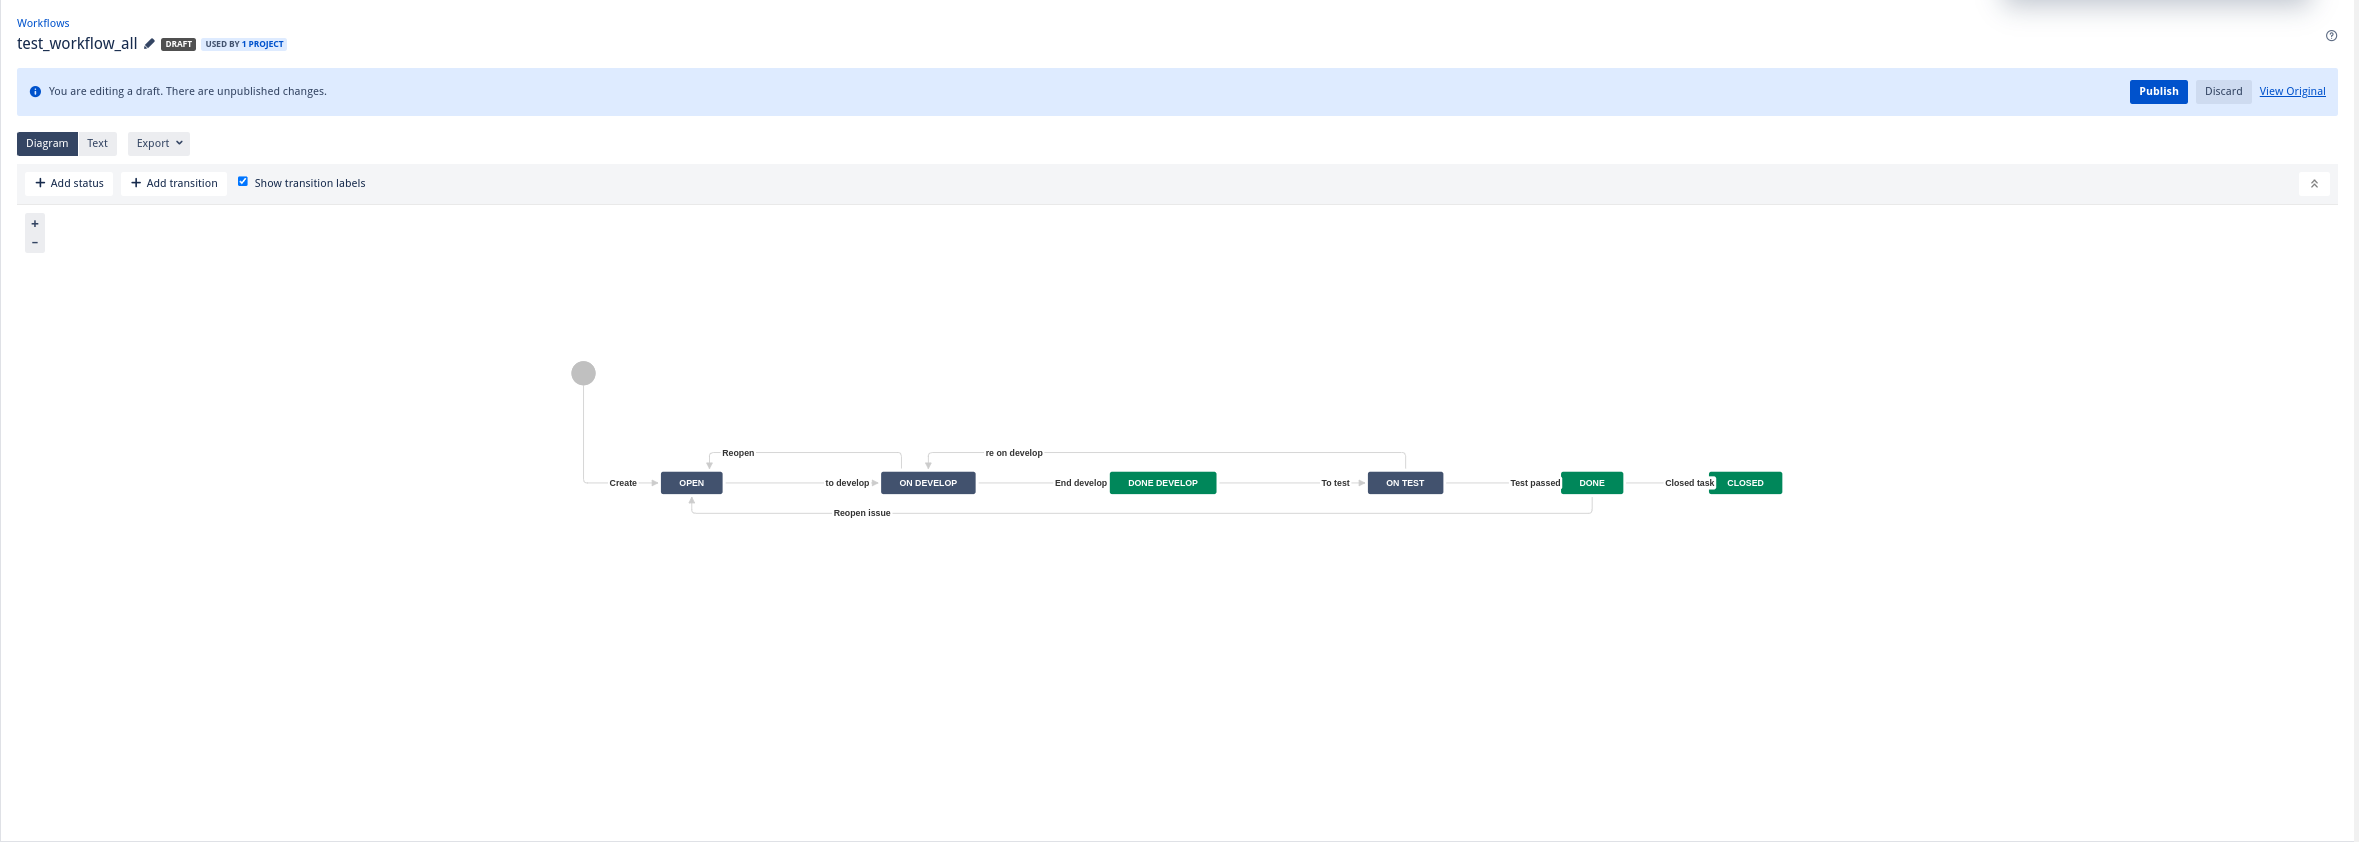 Workflows
test_workflow_all DRAFT USED BY 1 PROJECT
You are editing a draft. There are unpublished changes. Publish Discard View Original
Diagram Text Export
Add status Add transition Show transition labels
+
−
Reopen re on develop
Create OPEN to develop ON DEVELOP End develop DONE DEVELOP To test ON TEST Test passed DONE Closed task CLOSED
Reopen issue